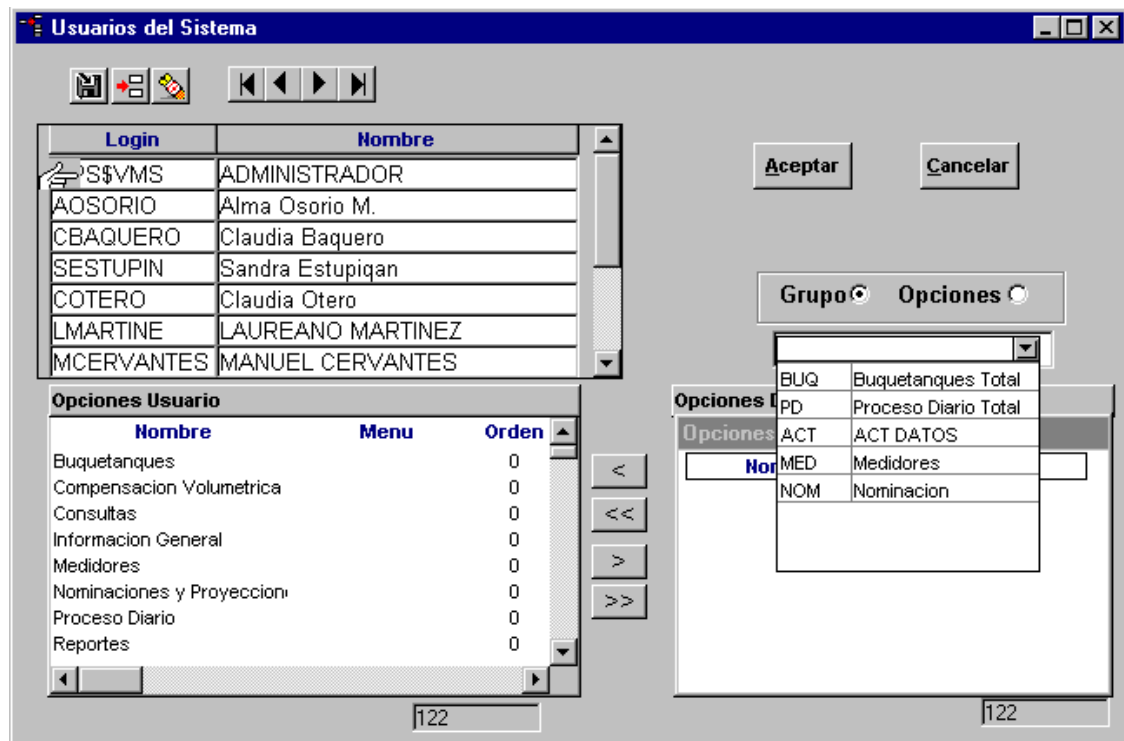 Usuarios del Sistema
Login Nombre
PS$VMS ADMINISTRADOR
AOSORIO Alma Osorio M.
CBAQUERO Claudia Baquero
SESTUPIN Sandra Estupiqan
COTERO Claudia Otero
LMARTINE LAUREANO MARTINEZ
MCERVANTES MANUEL CERVANTES
Aceptar Cancelar
Grupo Opciones
BUQ Buquetanques Total
PD Proceso Diario Total
ACT ACT DATOS
MED Medidores
NOM Nominacion
Opciones Usuario
Nombre Menu Orden
Buquetanques 0
Compensacion Volumetrica 0
Consultas 0
Informacion General 0
Medidores 0
Nominaciones y Proyeccion 0
Proceso Diario 0
Reportes 0
<
<<
>
>>
Opciones
Opciones
122
122